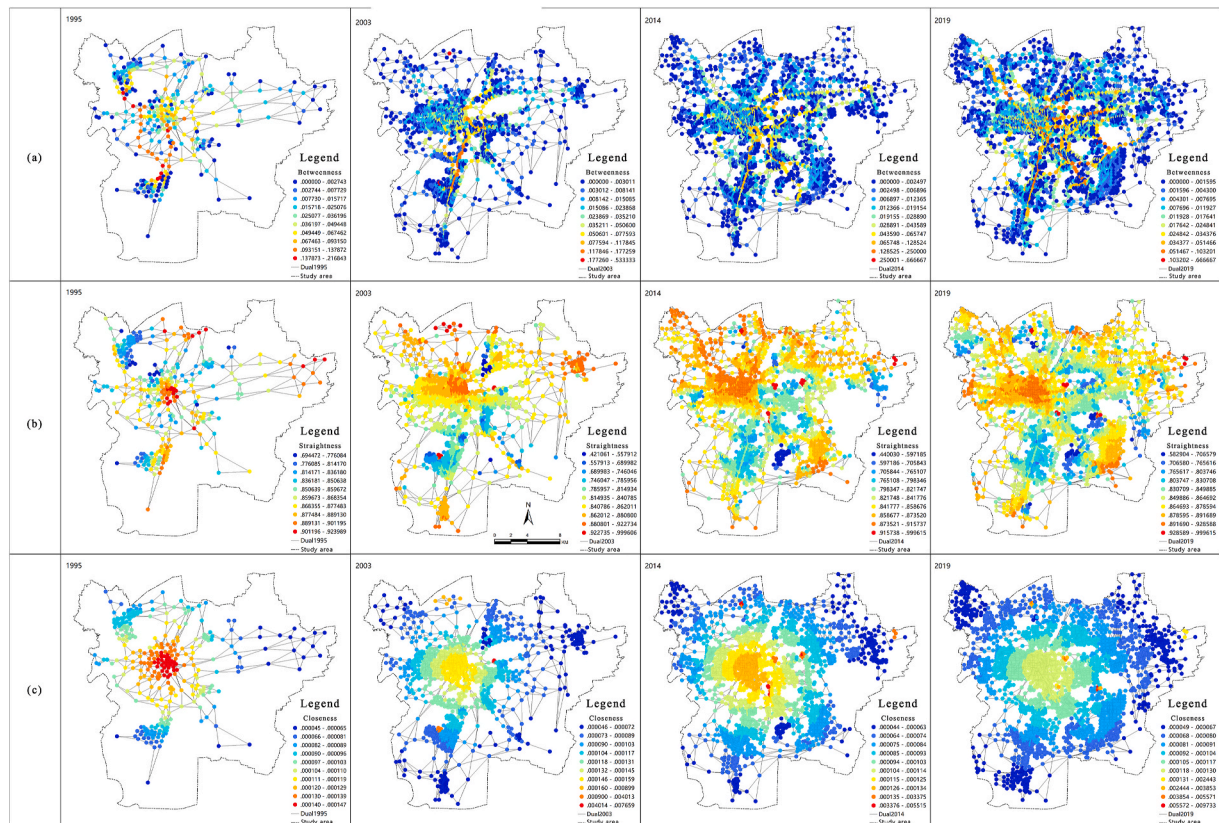 (a)
1995
Legend
Betweenness
.000000 - .002743
.002744 - .007729
.007730 - .015717
.015718 - .025076
.025077 - .036196
.036197 - .049448
.049449 - .067462
.067463 - .093150
.093151 - .137872
.137873 - .216843
Dual1995
Study area
2003
Legend
Betweenness
.000000 - .003011
.003012 - .008141
.008142 - .015085
.015086 - .023868
.023869 - .035210
.035211 - .050600
.050601 - .077593
.077594 - .117845
.117846 - .177259
.177260 - .533333
Dual2003
Study area
2014
Legend
Betweenness
.000000 - .002497
.002498 - .006896
.006897 - .012365
.012366 - .019154
.019155 - .028890
.028891 - .043589
.043590 - .065747
.065748 - .128524
.128525 - .250000
.250001 - .666667
Dual2014
Study area
2019
Legend
Betweenness
.000000 - .001595
.001596 - .004300
.004301 - .007695
.007696 - .011927
.011928 - .017641
.017642 - .024841
.024842 - .034376
.034377 - .051466
.051467 - .103201
.103202 - .666667
Dual2019
Study area
(b)
1995
Legend
Straightness
.694472 - .776084
.776085 - .814170
.814171 - .836180
.836181 - .850638
.850639 - .859672
.859673 - .868354
.868355 - .877483
.877484 - .889130
.889131 - .901195
.901196 - .923989
Dual1995
Study area
2003
Legend
Straightness
.421061 - .557912
.557913 - .689982
.689983 - .746046
.746047 - .785956
.785957 - .814934
.814935 - .840785
.840786 - .862011
.862012 - .880800
.880801 - .922734
.922735 - .999606
Dual2003
Study area
N
0 2 4 8
KM
2014
Legend
Straightness
.440030 - .597185
.597186 - .705843
.705844 - .765107
.765108 - .798346
.798347 - .821747
.821748 - .841776
.841777 - .858676
.858677 - .873520
.873521 - .915737
.915738 - .999615
Dual2014
Study area
2019
Legend
Straightness
.582904 - .706579
.706580 - .765616
.765617 - .803746
.803747 - .830708
.830709 - .849885
.849886 - .864692
.864693 - .878594
.878595 - .891689
.891690 - .928588
.928589 - .999615
Dual2019
Study area
(c)
1995
Legend
Closeness
.000045 - .000065
.000066 - .000081
.000082 - .000089
.000090 - .000096
.000097 - .000103
.000104 - .000110
.000111 - .000119
.000120 - .000129
.000130 - .000139
.000140 - .000147
Dual1995
Study area
2003
Legend
Closeness
.000046 - .000072
.000073 - .000089
.000090 - .000103
.000104 - .000117
.000118 - .000131
.000132 - .000145
.000146 - .000159
.000160 - .000899
.000900 - .004013
.004014 - .007659
Dual2003
Study area
2014
Legend
Closeness
.000044 - .000063
.000064 - .000074
.000075 - .000084
.000085 - .000093
.000094 - .000103
.000104 - .000114
.000115 - .000125
.000126 - .000134
.000135 - .003375
.003376 - .005515
Dual2014
Study area
2019
Legend
Closeness
.000049 - .000067
.000068 - .000080
.000081 - .000091
.000092 - .000104
.000105 - .000117
.000118 - .000130
.000131 - .002443
.002444 - .003853
.003854 - .005571
.005572 - .009733
Dual2019
Study area